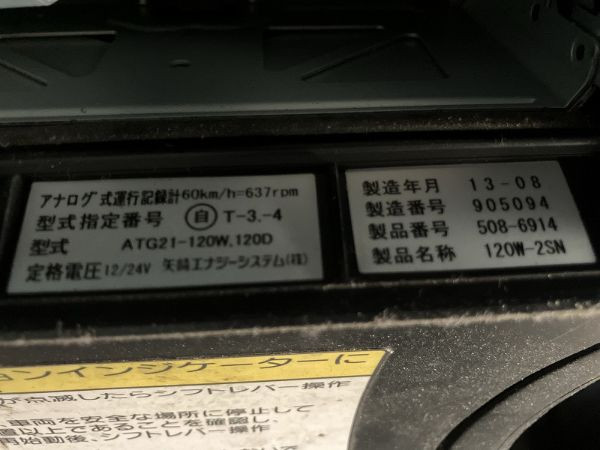 アナログ式運行記録計60km/h=637rpm
型式指定番号 自 T-3.-4
型式 ATG21-120W,120D
定格電圧12/24V 矢崎エナジーシステム(株)
製造年月 13-08
製造番号 905094
製品番号 508-6914
製品名称 120W-2SN
ンインジケーターに
が点滅したらシフトレバー操作
車両を安全な場所に停止して
値以上であることを確認し、
再始動後、シフトレバー操作